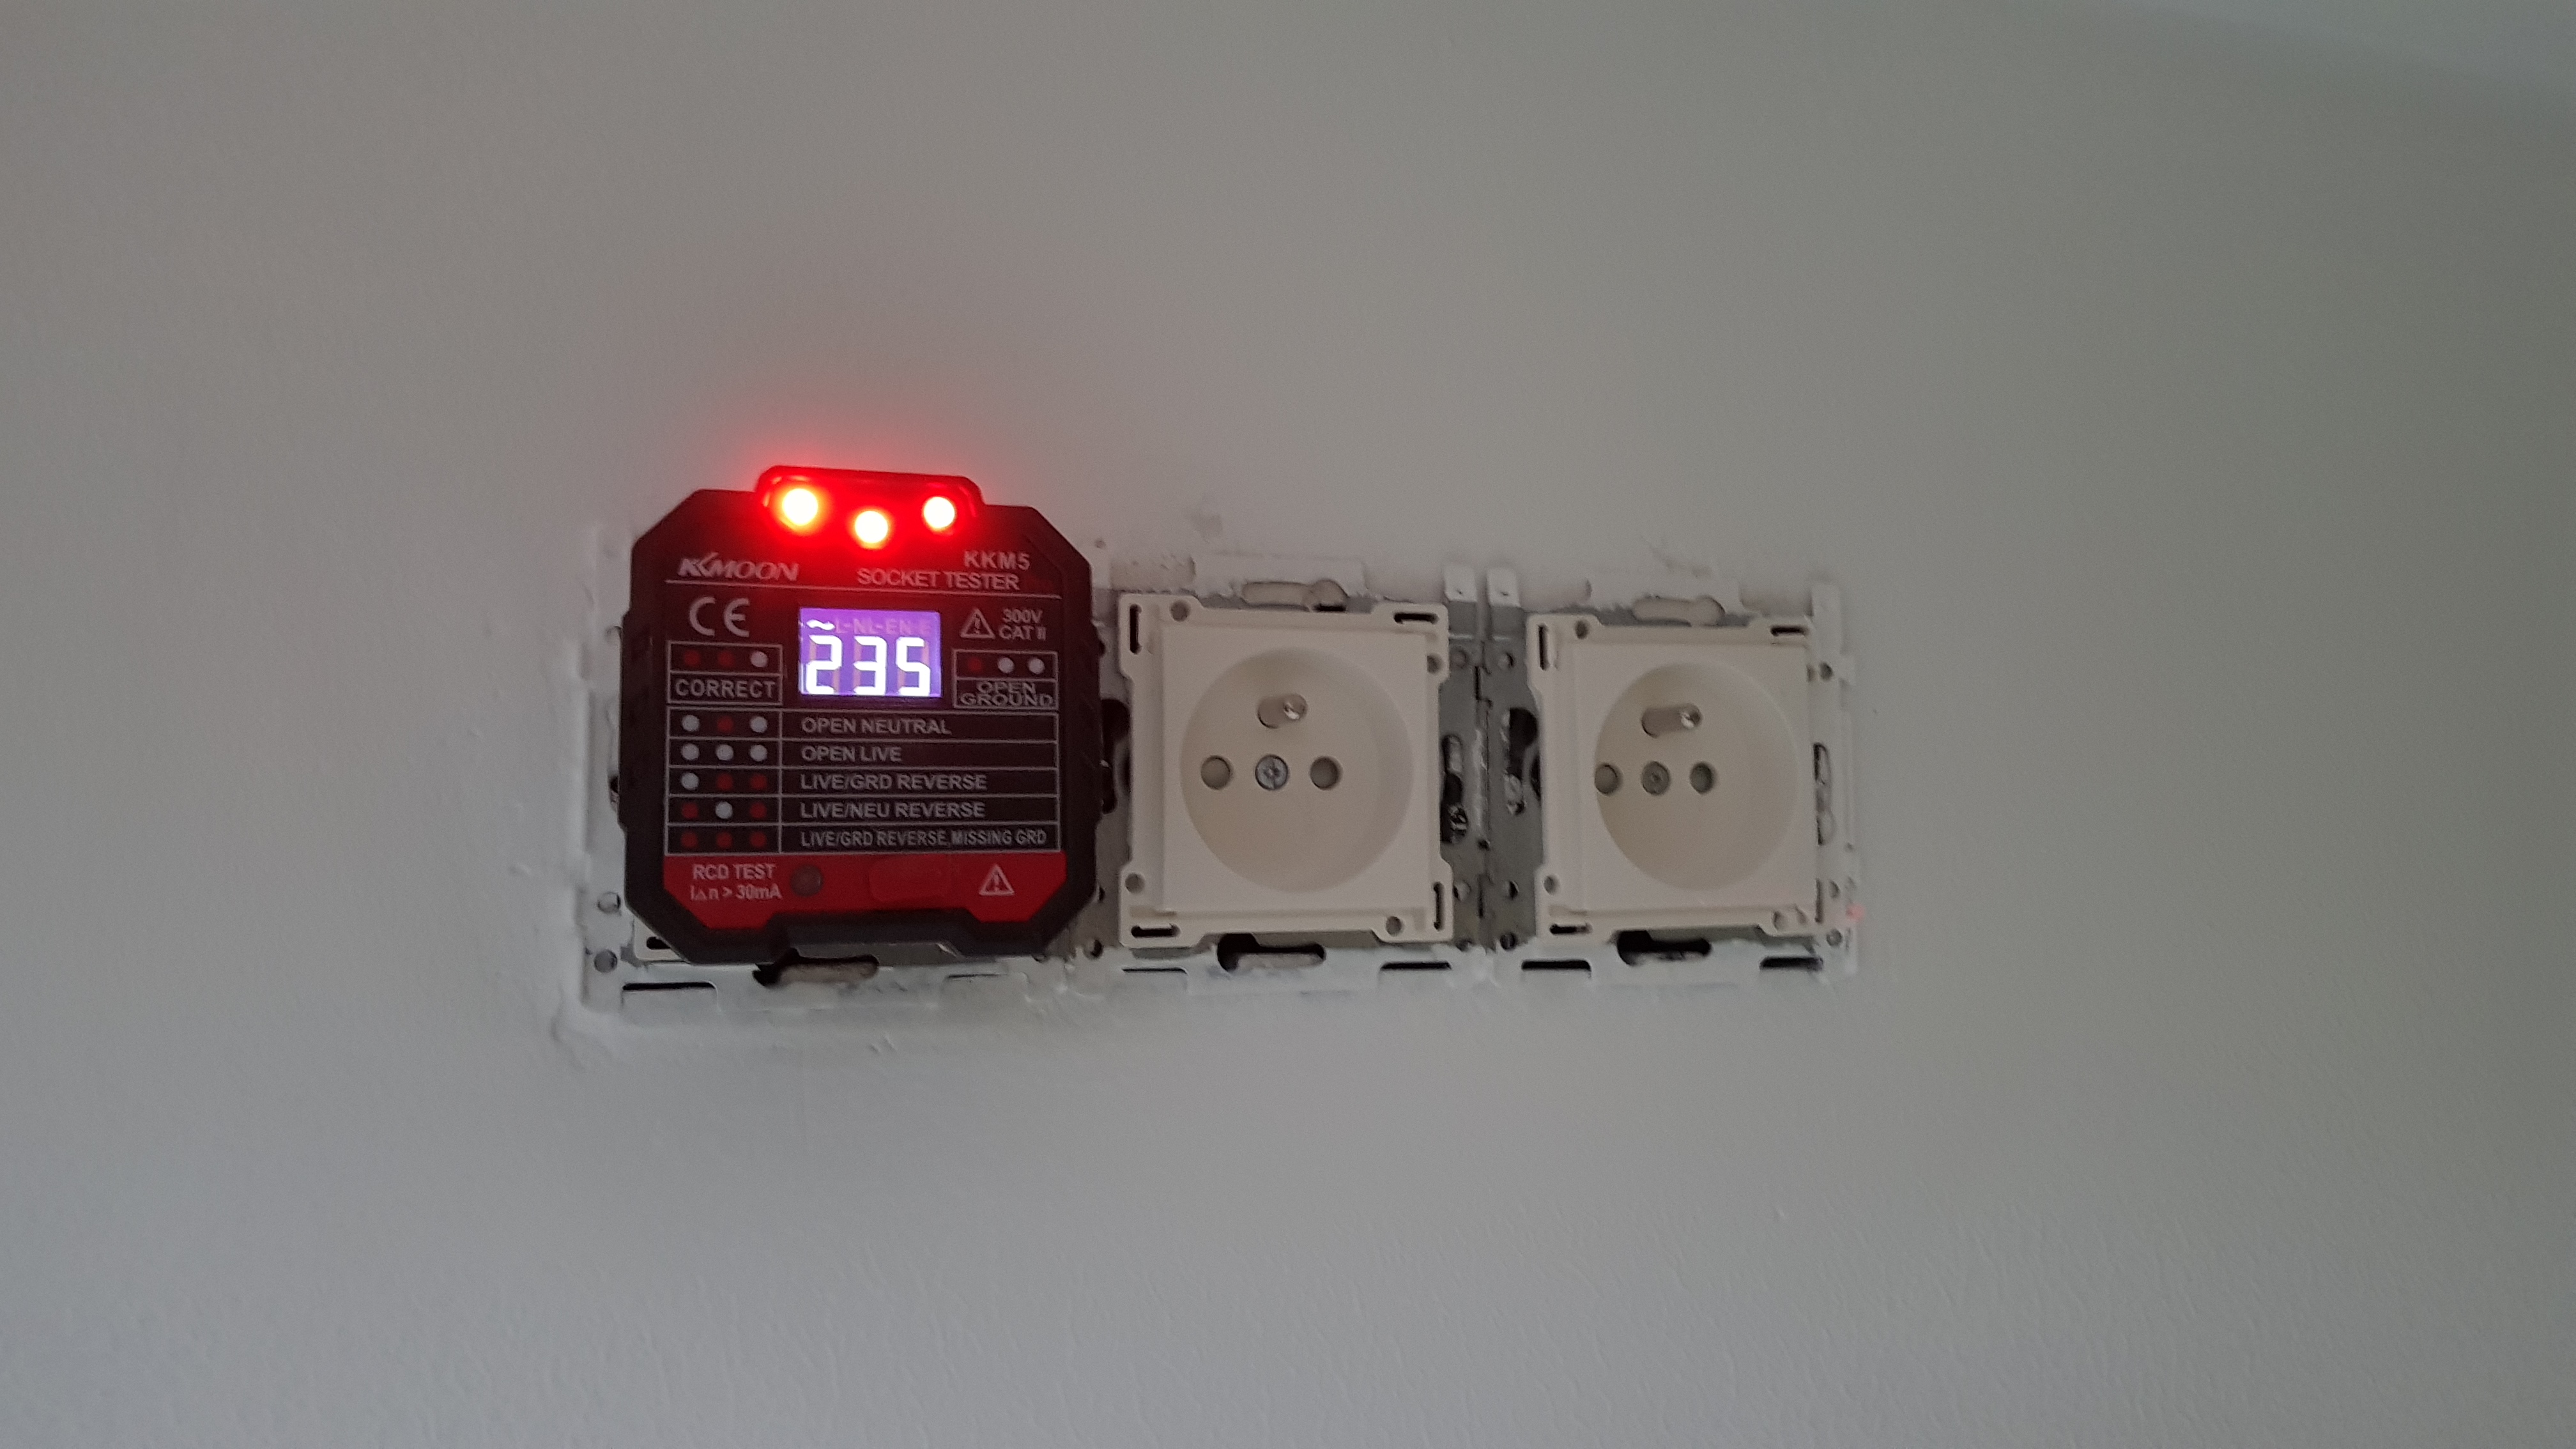 KKMOON KKM5
SOCKET TESTER
CE
300V
CAT II
~
235
CORRECT
OPEN
GROUND
OPEN NEUTRAL
OPEN LIVE
LIVE/GRD REVERSE
LIVE/NEU REVERSE
LIVE/GRD REVERSE, MISSING GRD
RCD TEST
I△n > 30mA